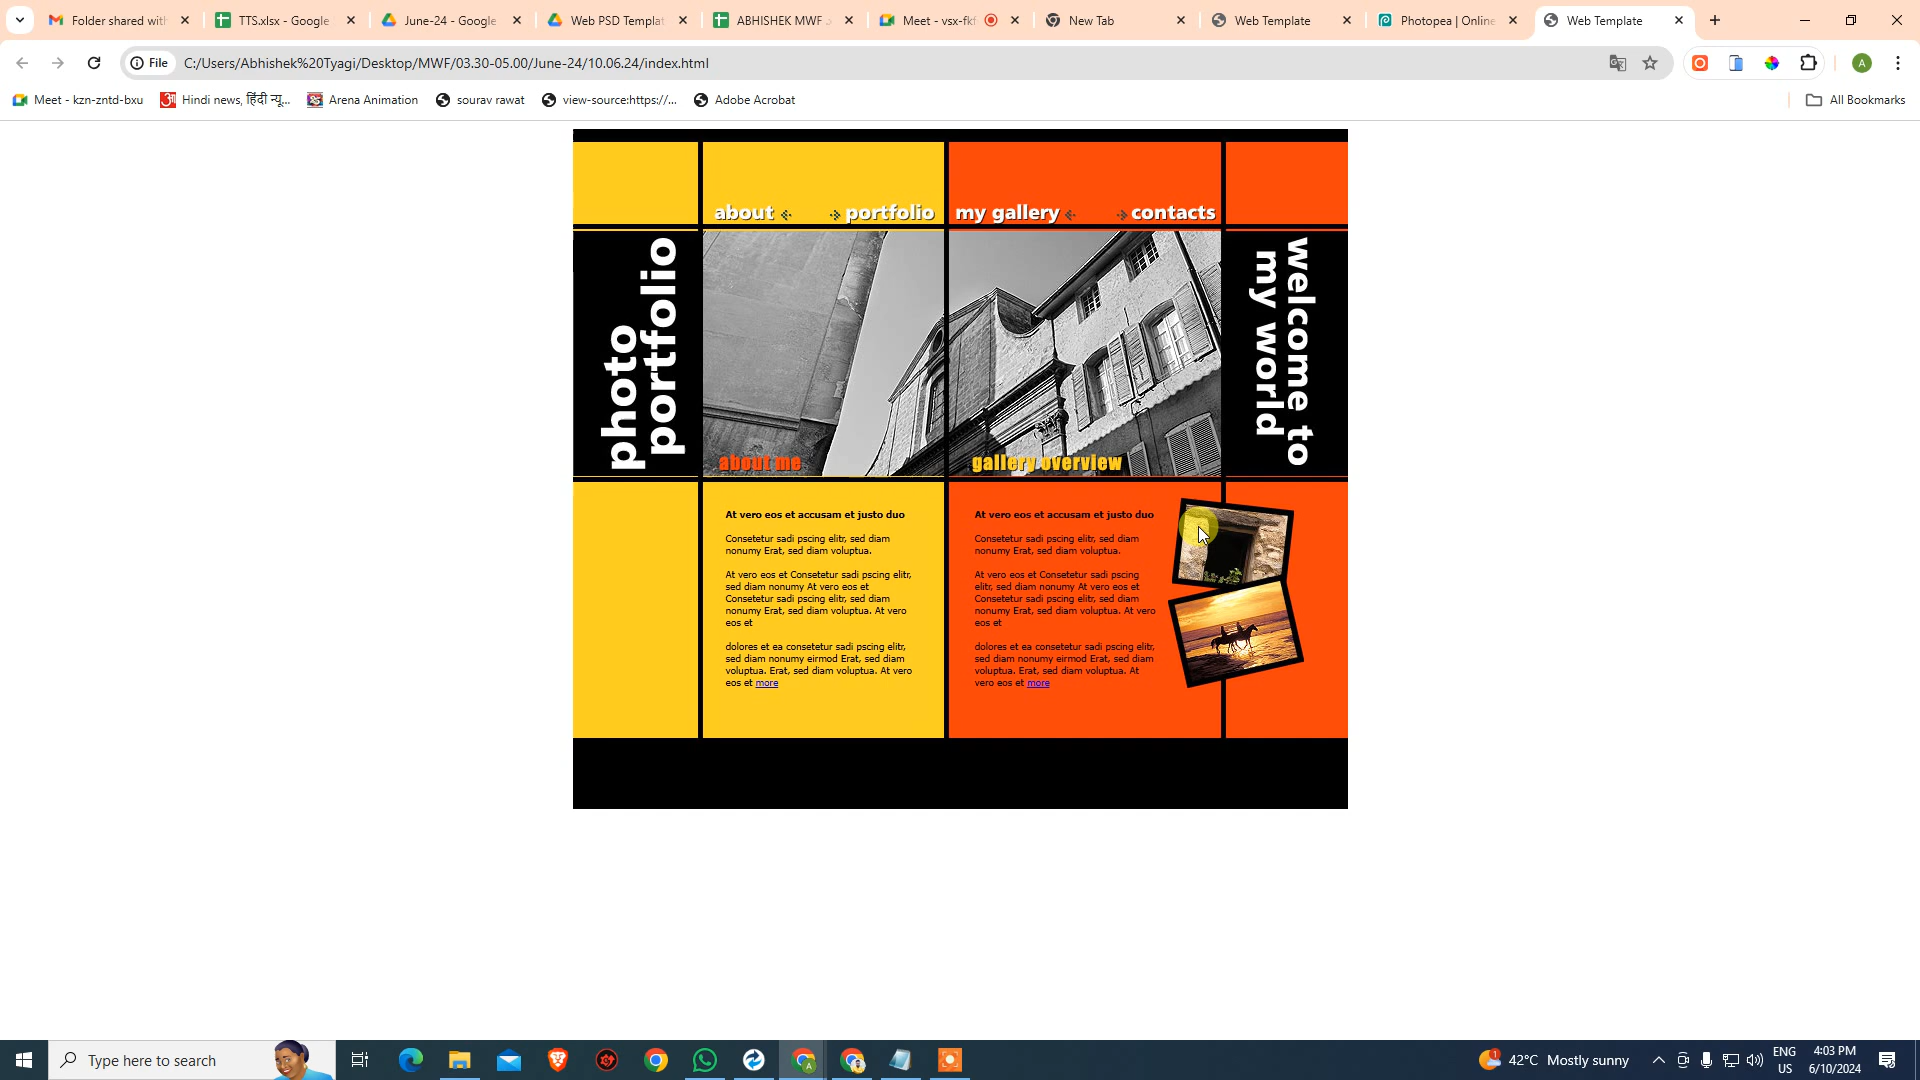 Folder shared with
TTS.xlsx - Google
June-24 - Google
Web PSD Templat
ABHISHEK MWF
Meet - vsx-fkf
New Tab
Web Template
Photopea | Online
Web Template
File
C:/Users/Abhishek%20Tyagi/Desktop/MWF/03.30-05.00/June-24/10.06.24/index.html
A
Meet - kzn-zntd-bxu
Hindi news, हिंदी न्यू...
Arena Animation
sourav rawat
view-source:https://...
Adobe Acrobat
All Bookmarks
about
portfolio
my gallery
contacts
photo
portfolio
welcome to
my world
about me
gallery overview
At vero eos et accusam et justo duo
Consetetur sadi pscing elitr, sed diam
nonumy Erat, sed diam voluptua.
At vero eos et Consetetur sadi pscing elitr,
sed diam nonumy At vero eos et
Consetetur sadi pscing elitr, sed diam
nonumy Erat, sed diam voluptua. At vero
eos et
dolores et ea consetetur sadi pscing elitr,
sed diam nonumy eirmod Erat, sed diam
voluptua. Erat, sed diam voluptua. At vero
eos et more
At vero eos et accusam et justo duo
Consetetur sadi pscing elitr, sed diam
nonumy Erat, sed diam voluptua.
At vero eos et Consetetur sadi pscing
elitr, sed diam nonumy At vero eos et
Consetetur sadi pscing elitr, sed diam
nonumy Erat, sed diam voluptua. At vero
eos et
dolores et ea consetetur sadi pscing elitr,
sed diam nonumy eirmod Erat, sed diam
voluptua. Erat, sed diam voluptua. At
vero eos et more
Type here to search
42°C Mostly sunny
ENG
US
4:03 PM
6/10/2024